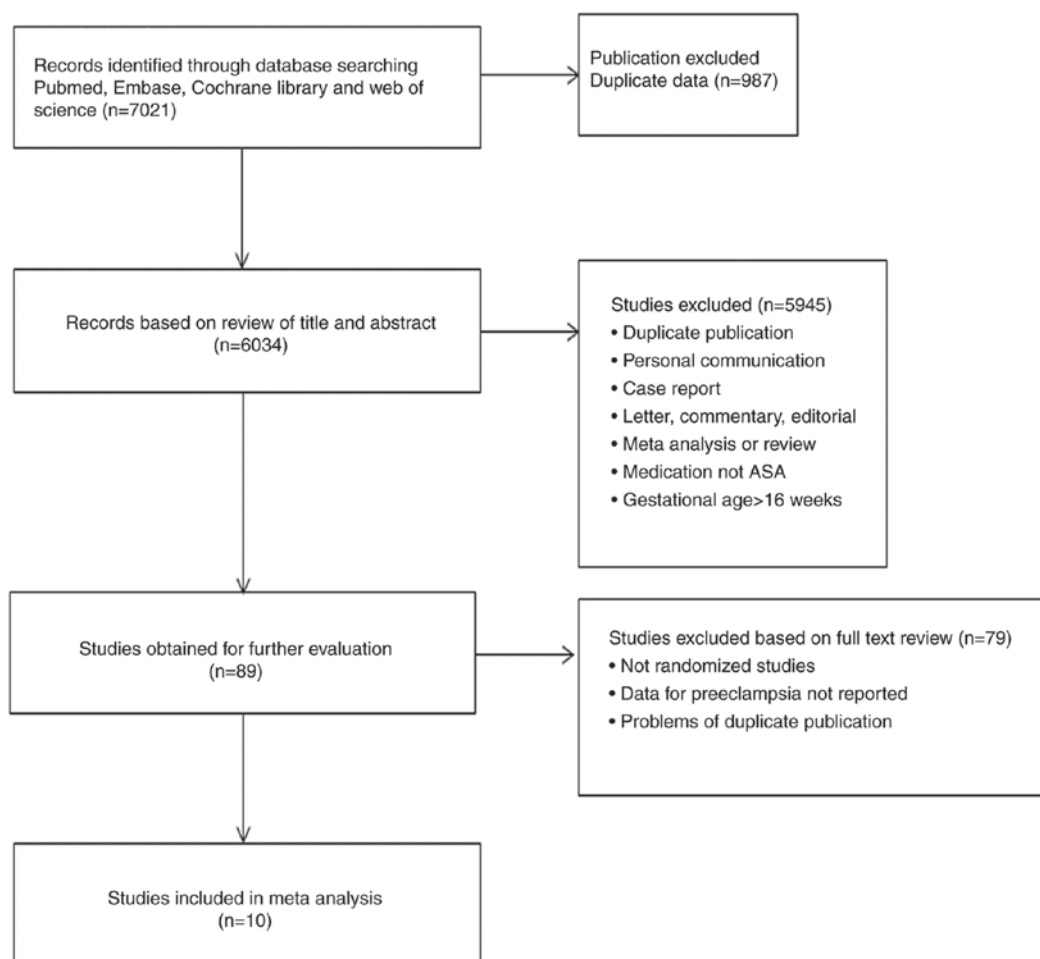 Records identified through database searching
Pubmed, Embase, Cochrane library and web of
science (n=7021)
Publication excluded
Duplicate data (n=987)
Records based on review of title and abstract
(n=6034)
Studies excluded (n=5945)
• Duplicate publication
• Personal communication
• Case report
• Letter, commentary, editorial
• Meta analysis or review
• Medication not ASA
• Gestational age>16 weeks
Studies obtained for further evaluation
(n=89)
Studies excluded based on full text review (n=79)
• Not randomized studies
• Data for preeclampsia not reported
• Problems of duplicate publication
Studies included in meta analysis
(n=10)